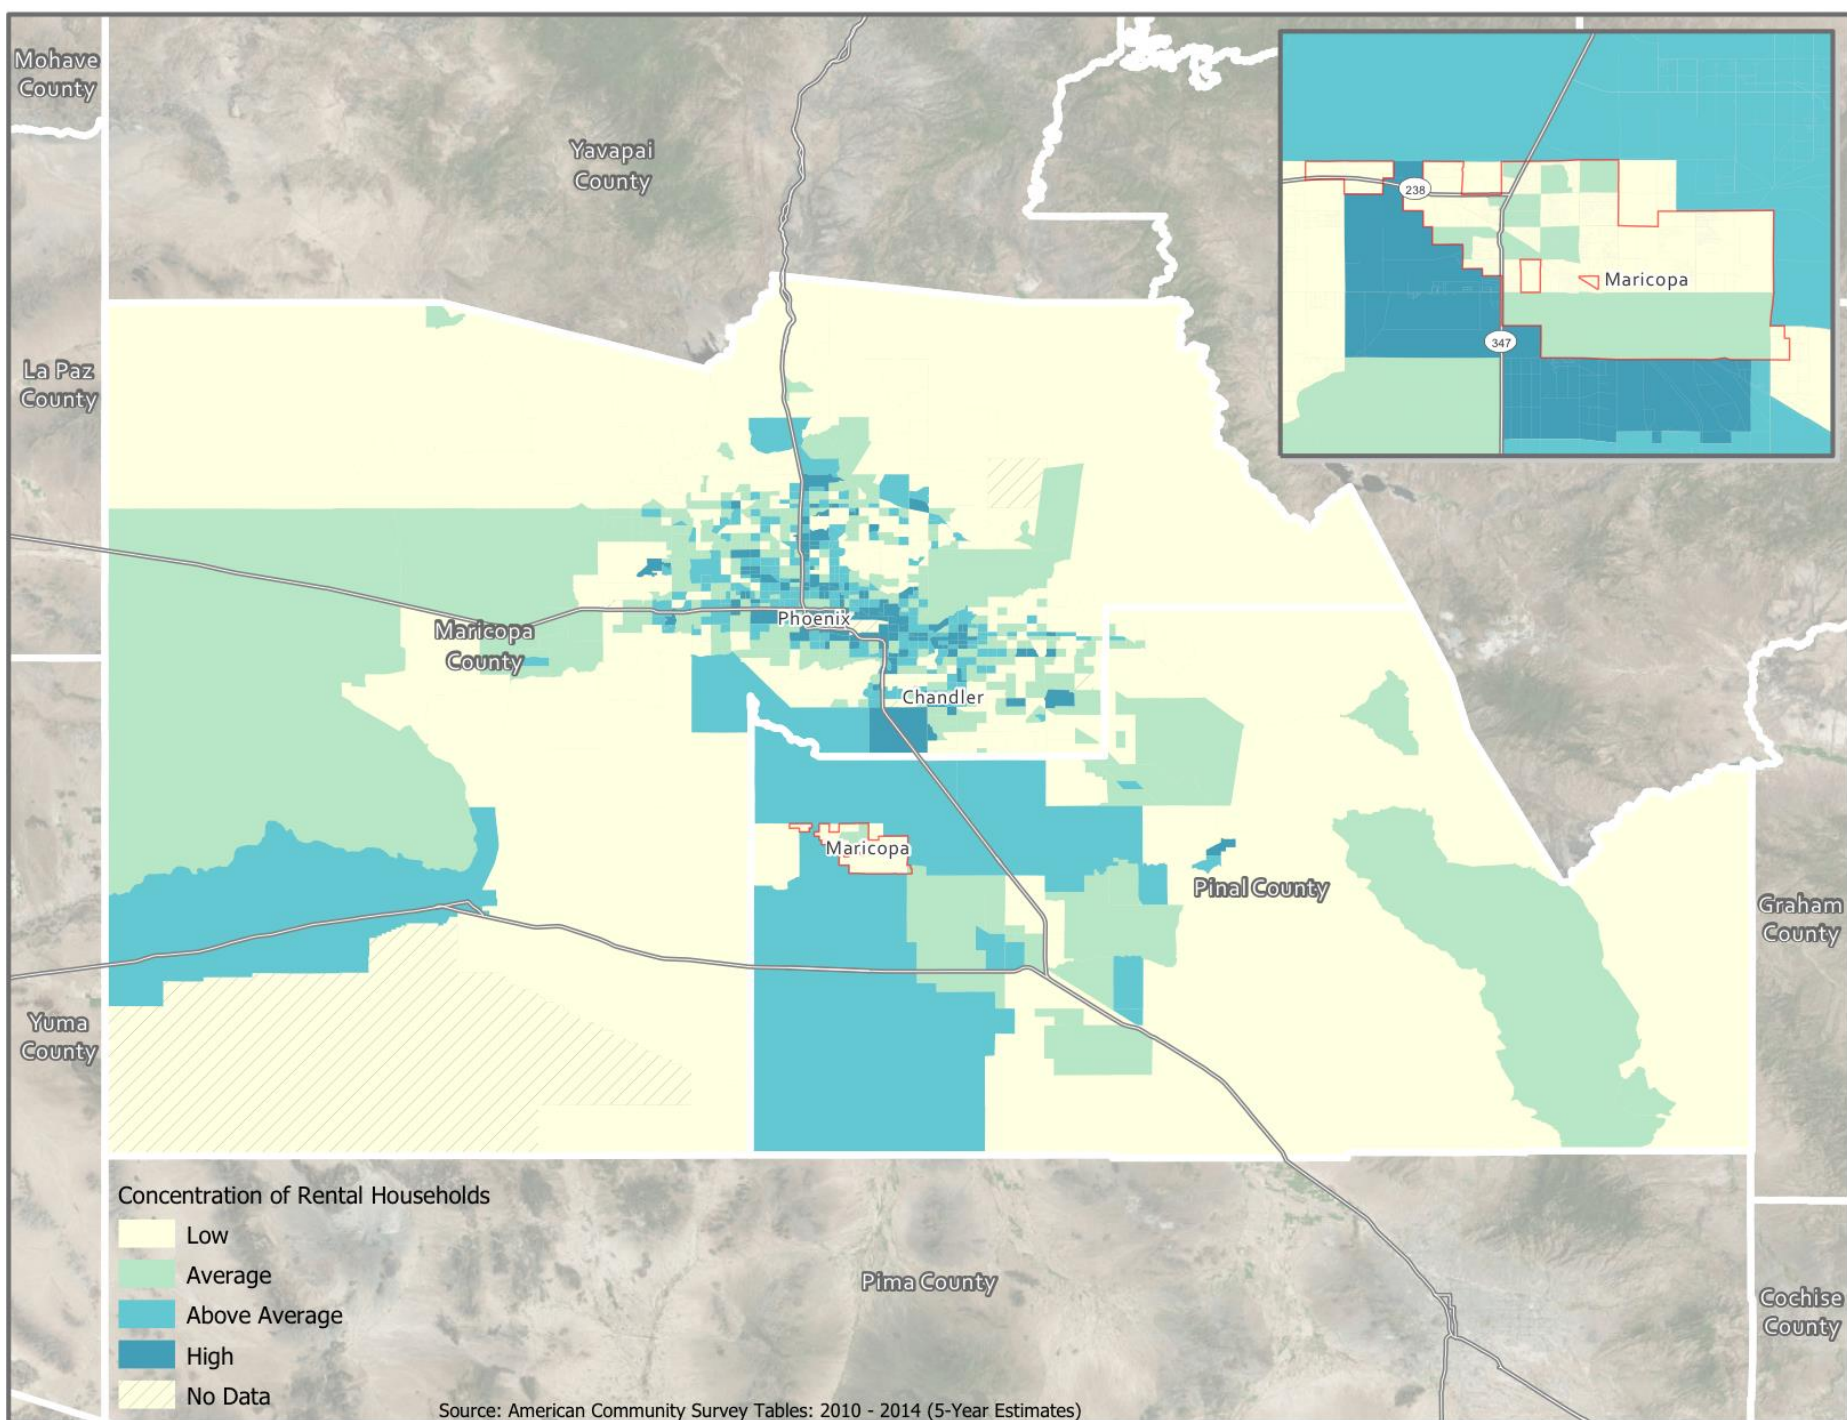 Mohave
County
Yavapai
County
238
Maricopa
347
La Paz
County
Phoenix
Maricopa
County
Chandler
Maricopa
Pinal County
Graham
County
Yuma
County
Concentration of Rental Households
Low
Average
Above Average
High
No Data
Pima County
Cochise
County
Source: American Community Survey Tables: 2010 - 2014 (5-Year Estimates)